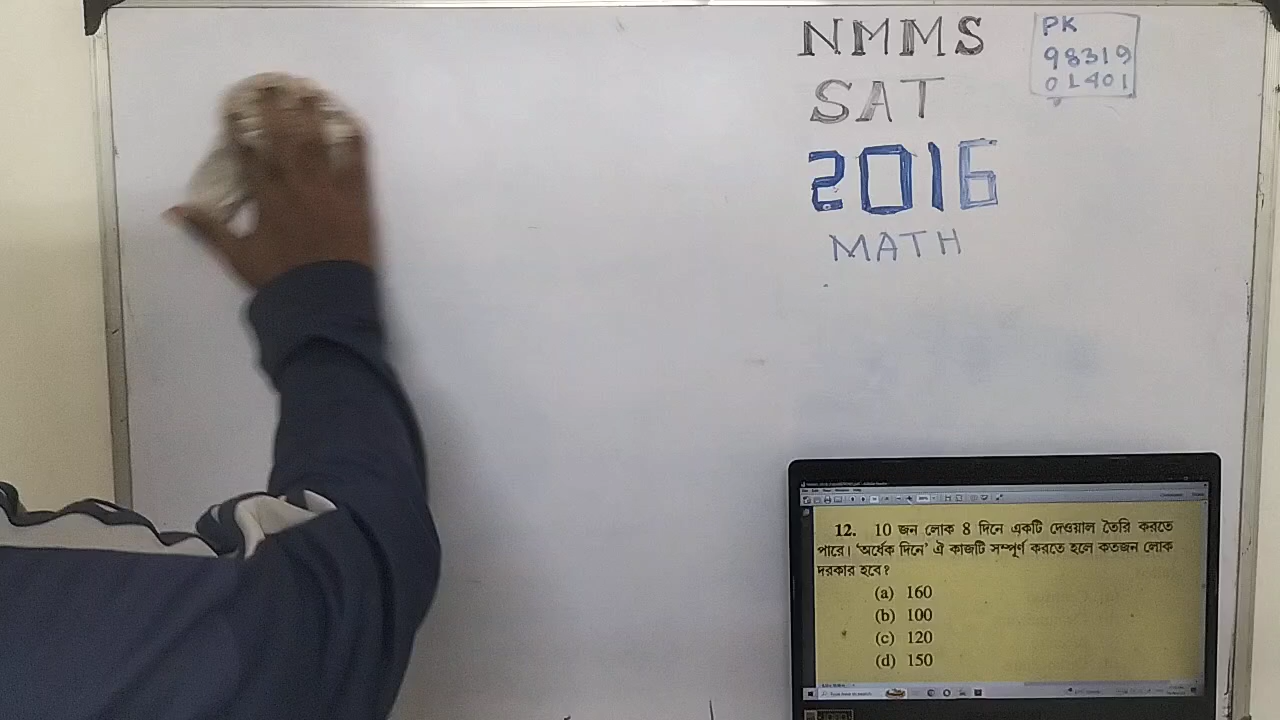 NMMS
SAT
2016
MATH
PK
98319
01401
12. 10 জন লোক 8 দিনে একটি দেওয়াল তৈরি করতে
পারে। ‘অর্ধেক দিনে’ ঐ কাজটি সম্পূর্ণ করতে হলে কতজন লোক
দরকার হবে?
(a) 160
(b) 100
(c) 120
(d) 150